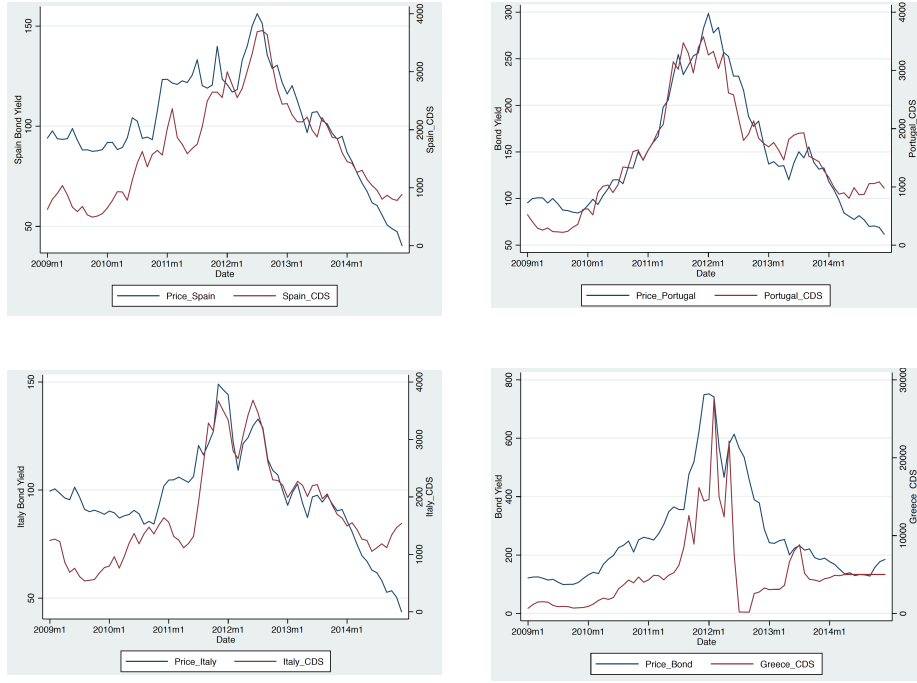 150
100
50
Spain Bond Yield
4000
3000
2000
1000
0
Spain_CDS
2009m1 2010m1 2011m1 2012m1 2013m1 2014m1
Date
Price_Spain Spain_CDS
300
250
200
150
100
50
Bond Yield
4000
3000
2000
1000
0
Portugal_CDS
2009m1 2010m1 2011m1 2012m1 2013m1 2014m1
Date
Price_Portugal Portugal_CDS
150
100
50
Italy Bond Yield
4000
3000
2000
1000
0
Italy_CDS
2009m1 2010m1 2011m1 2012m1 2013m1 2014m1
Date
Price_Italy Italy_CDS
800
600
400
200
0
Bond Yield
30000
20000
10000
0
Greece_CDS
2009m1 2010m1 2011m1 2012m1 2013m1 2014m1
Date
Price_Bond Greece_CDS